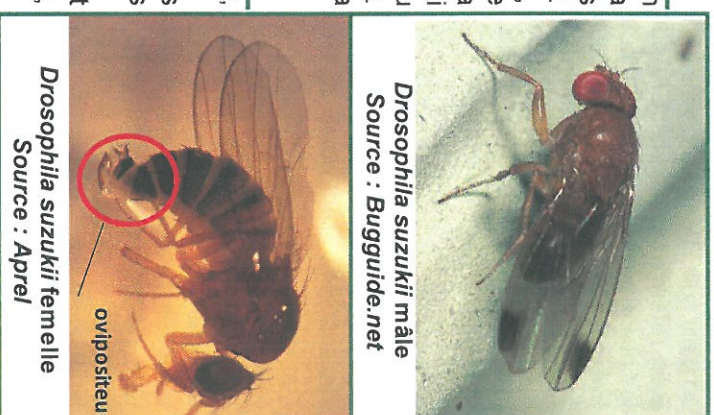 Drosophila suzukii mâle
Source : Bugguide.net
ovipositeu
Drosophila suzukii femelle
Source : Aprel